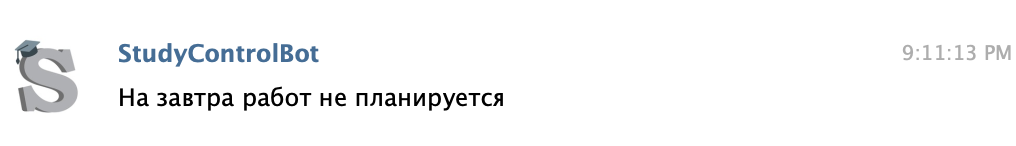 StudyControlBot 9:11:13 PM
На завтра работ не планируется